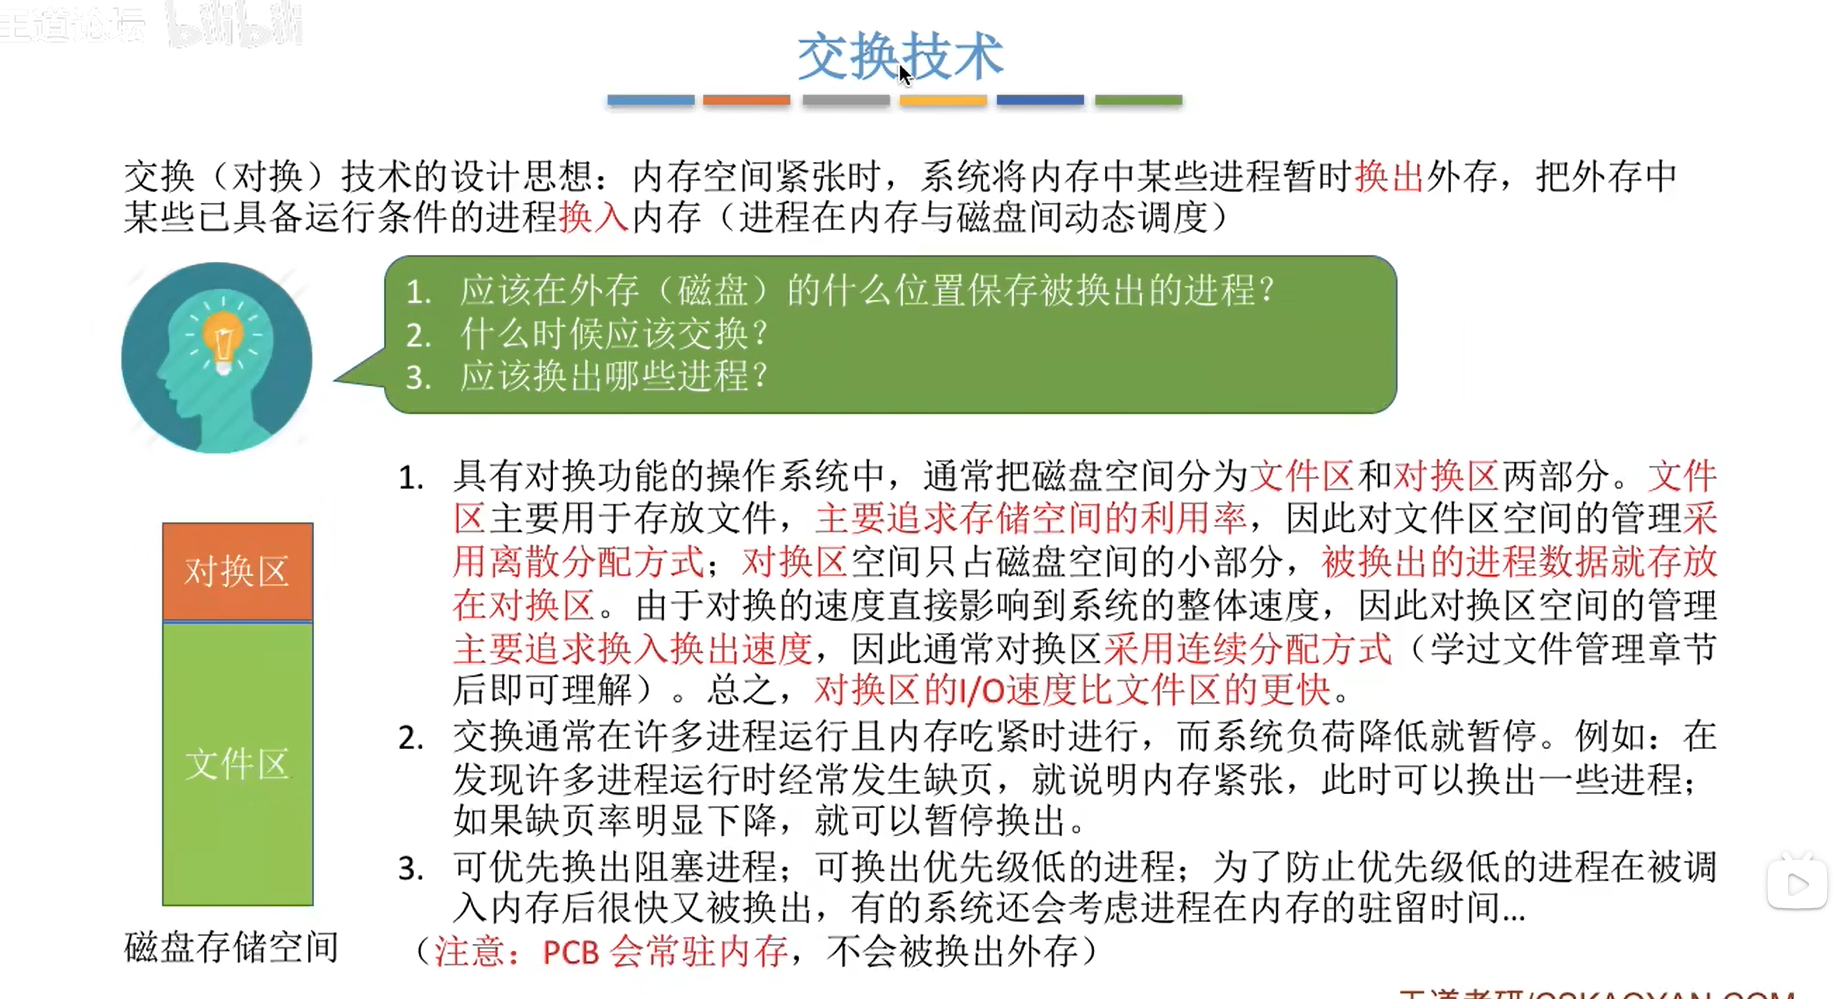 王道论坛 bilibili
交换技术
交换（对换）技术的设计思想：内存空间紧张时，系统将内存中某些进程暂时换出外存，把外存中
某些已具备运行条件的进程换入内存（进程在内存与磁盘间动态调度）
1. 应该在外存（磁盘）的什么位置保存被换出的进程？
2. 什么时候应该交换？
3. 应该换出哪些进程？
1. 具有对换功能的操作系统中，通常把磁盘空间分为文件区和对换区两部分。文件
区主要用于存放文件，主要追求存储空间的利用率，因此对文件区空间的管理采
用离散分配方式；对换区空间只占磁盘空间的小部分，被换出的进程数据就存放
在对换区。由于对换的速度直接影响到系统的整体速度，因此对换区空间的管理
主要追求换入换出速度，因此通常对换区采用连续分配方式（学过文件管理章节
后即可理解）。总之，对换区的I/O速度比文件区的更快。
2. 交换通常在许多进程运行且内存吃紧时进行，而系统负荷降低就暂停。例如：在
发现许多进程运行时经常发生缺页，就说明内存紧张，此时可以换出一些进程；
如果缺页率明显下降，就可以暂停换出。
3. 可优先换出阻塞进程；可换出优先级低的进程；为了防止优先级低的进程在被调
入内存后很快又被换出，有的系统还会考虑进程在内存的驻留时间…
（注意：PCB 会常驻内存，不会被换出外存）
对换区
文件区
磁盘存储空间
王道考研/CSKAOYAN.COM